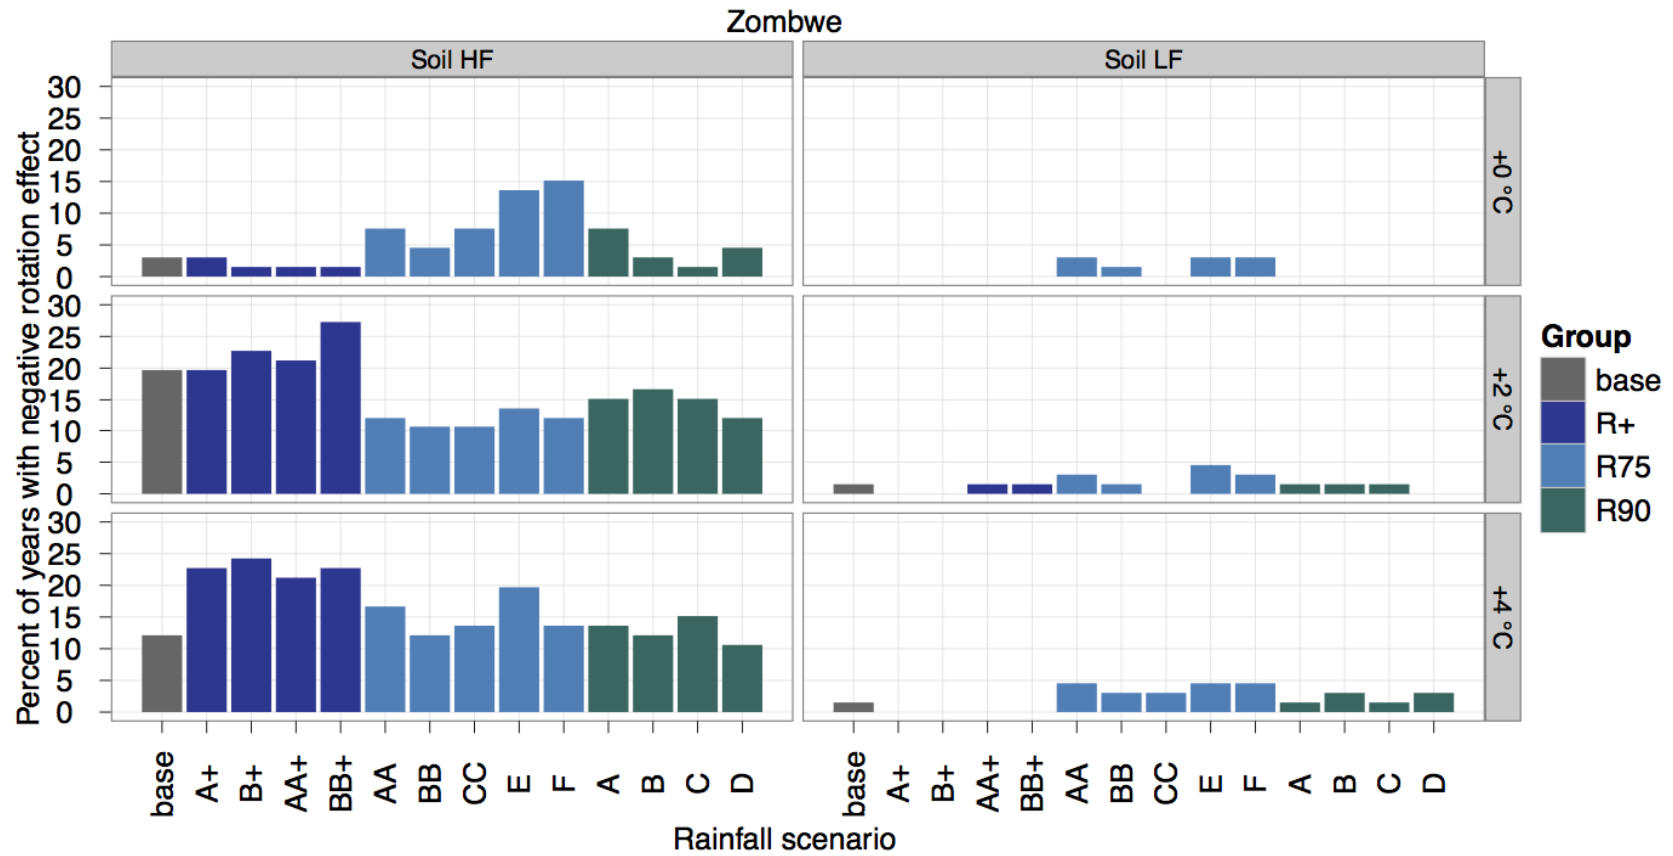 Zombwe
Soil HF
Soil LF
Percent of years with negative rotation effect
30
25
20
15
10
5
0
+0 °C
30
25
20
15
10
5
0
+2 °C
30
25
20
15
10
5
0
+4 °C
base A+ B+ AA+ BB+ AA BB CC E F A B C D
base A+ B+ AA+ BB+ AA BB CC E F A B C D
Rainfall scenario
Group
base
R+
R75
R90